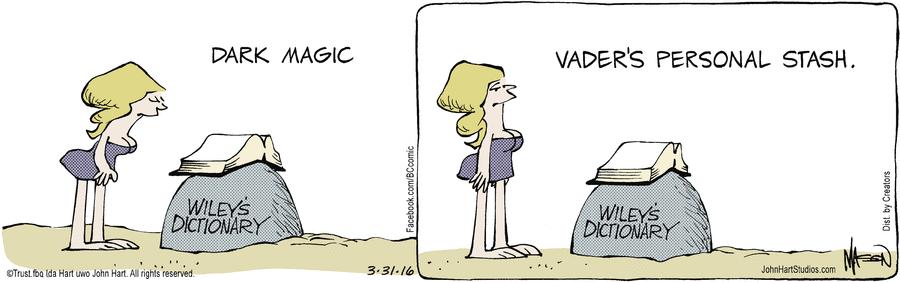 DARK MAGIC
WILEY'S
DICTIONARY
©Trust.fbo Ida Hart uwo John Hart. All rights reserved.
3-31-16
Facebook.com/BCcomic
VADER'S PERSONAL STASH.
WILEY'S
DICTIONARY
JohnHartStudios.com
MASON
Dist. by Creators